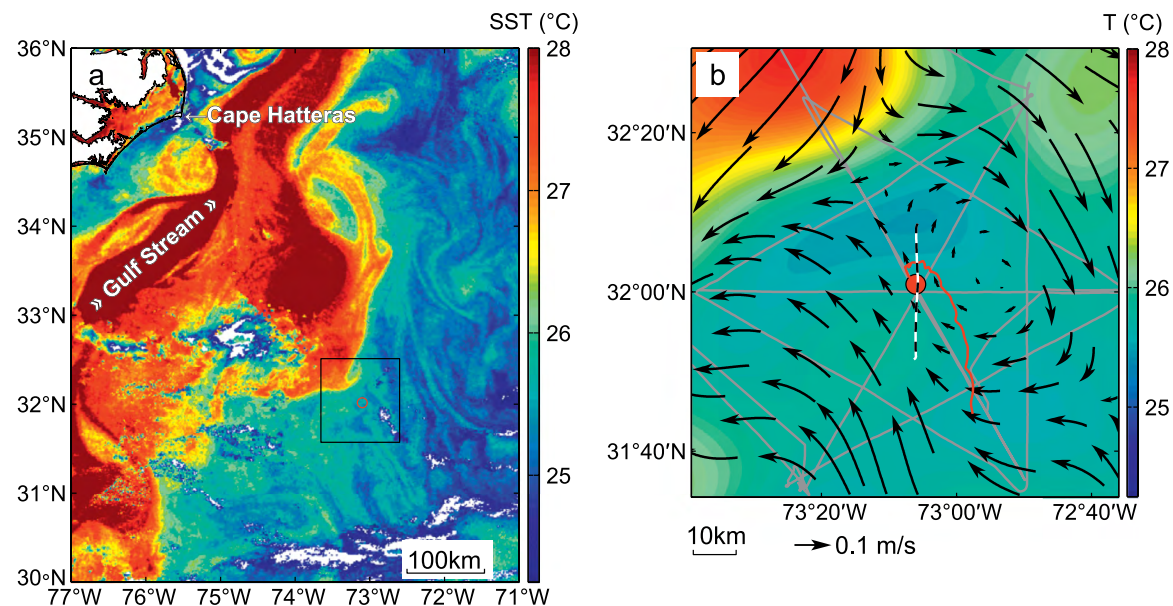 SST (°C)
a
36°N
35°N
34°N
33°N
32°N
31°N
30°N
77°W
76°W
75°W
74°W
73°W
72°W
71°W
←Cape Hatteras
» Gulf Stream »
100km
28
27
26
25
T (°C)
b
32°20′N
32°00′N
31°40′N
73°20′W
73°00′W
72°40′W
10km
0.1 m/s
28
27
26
25